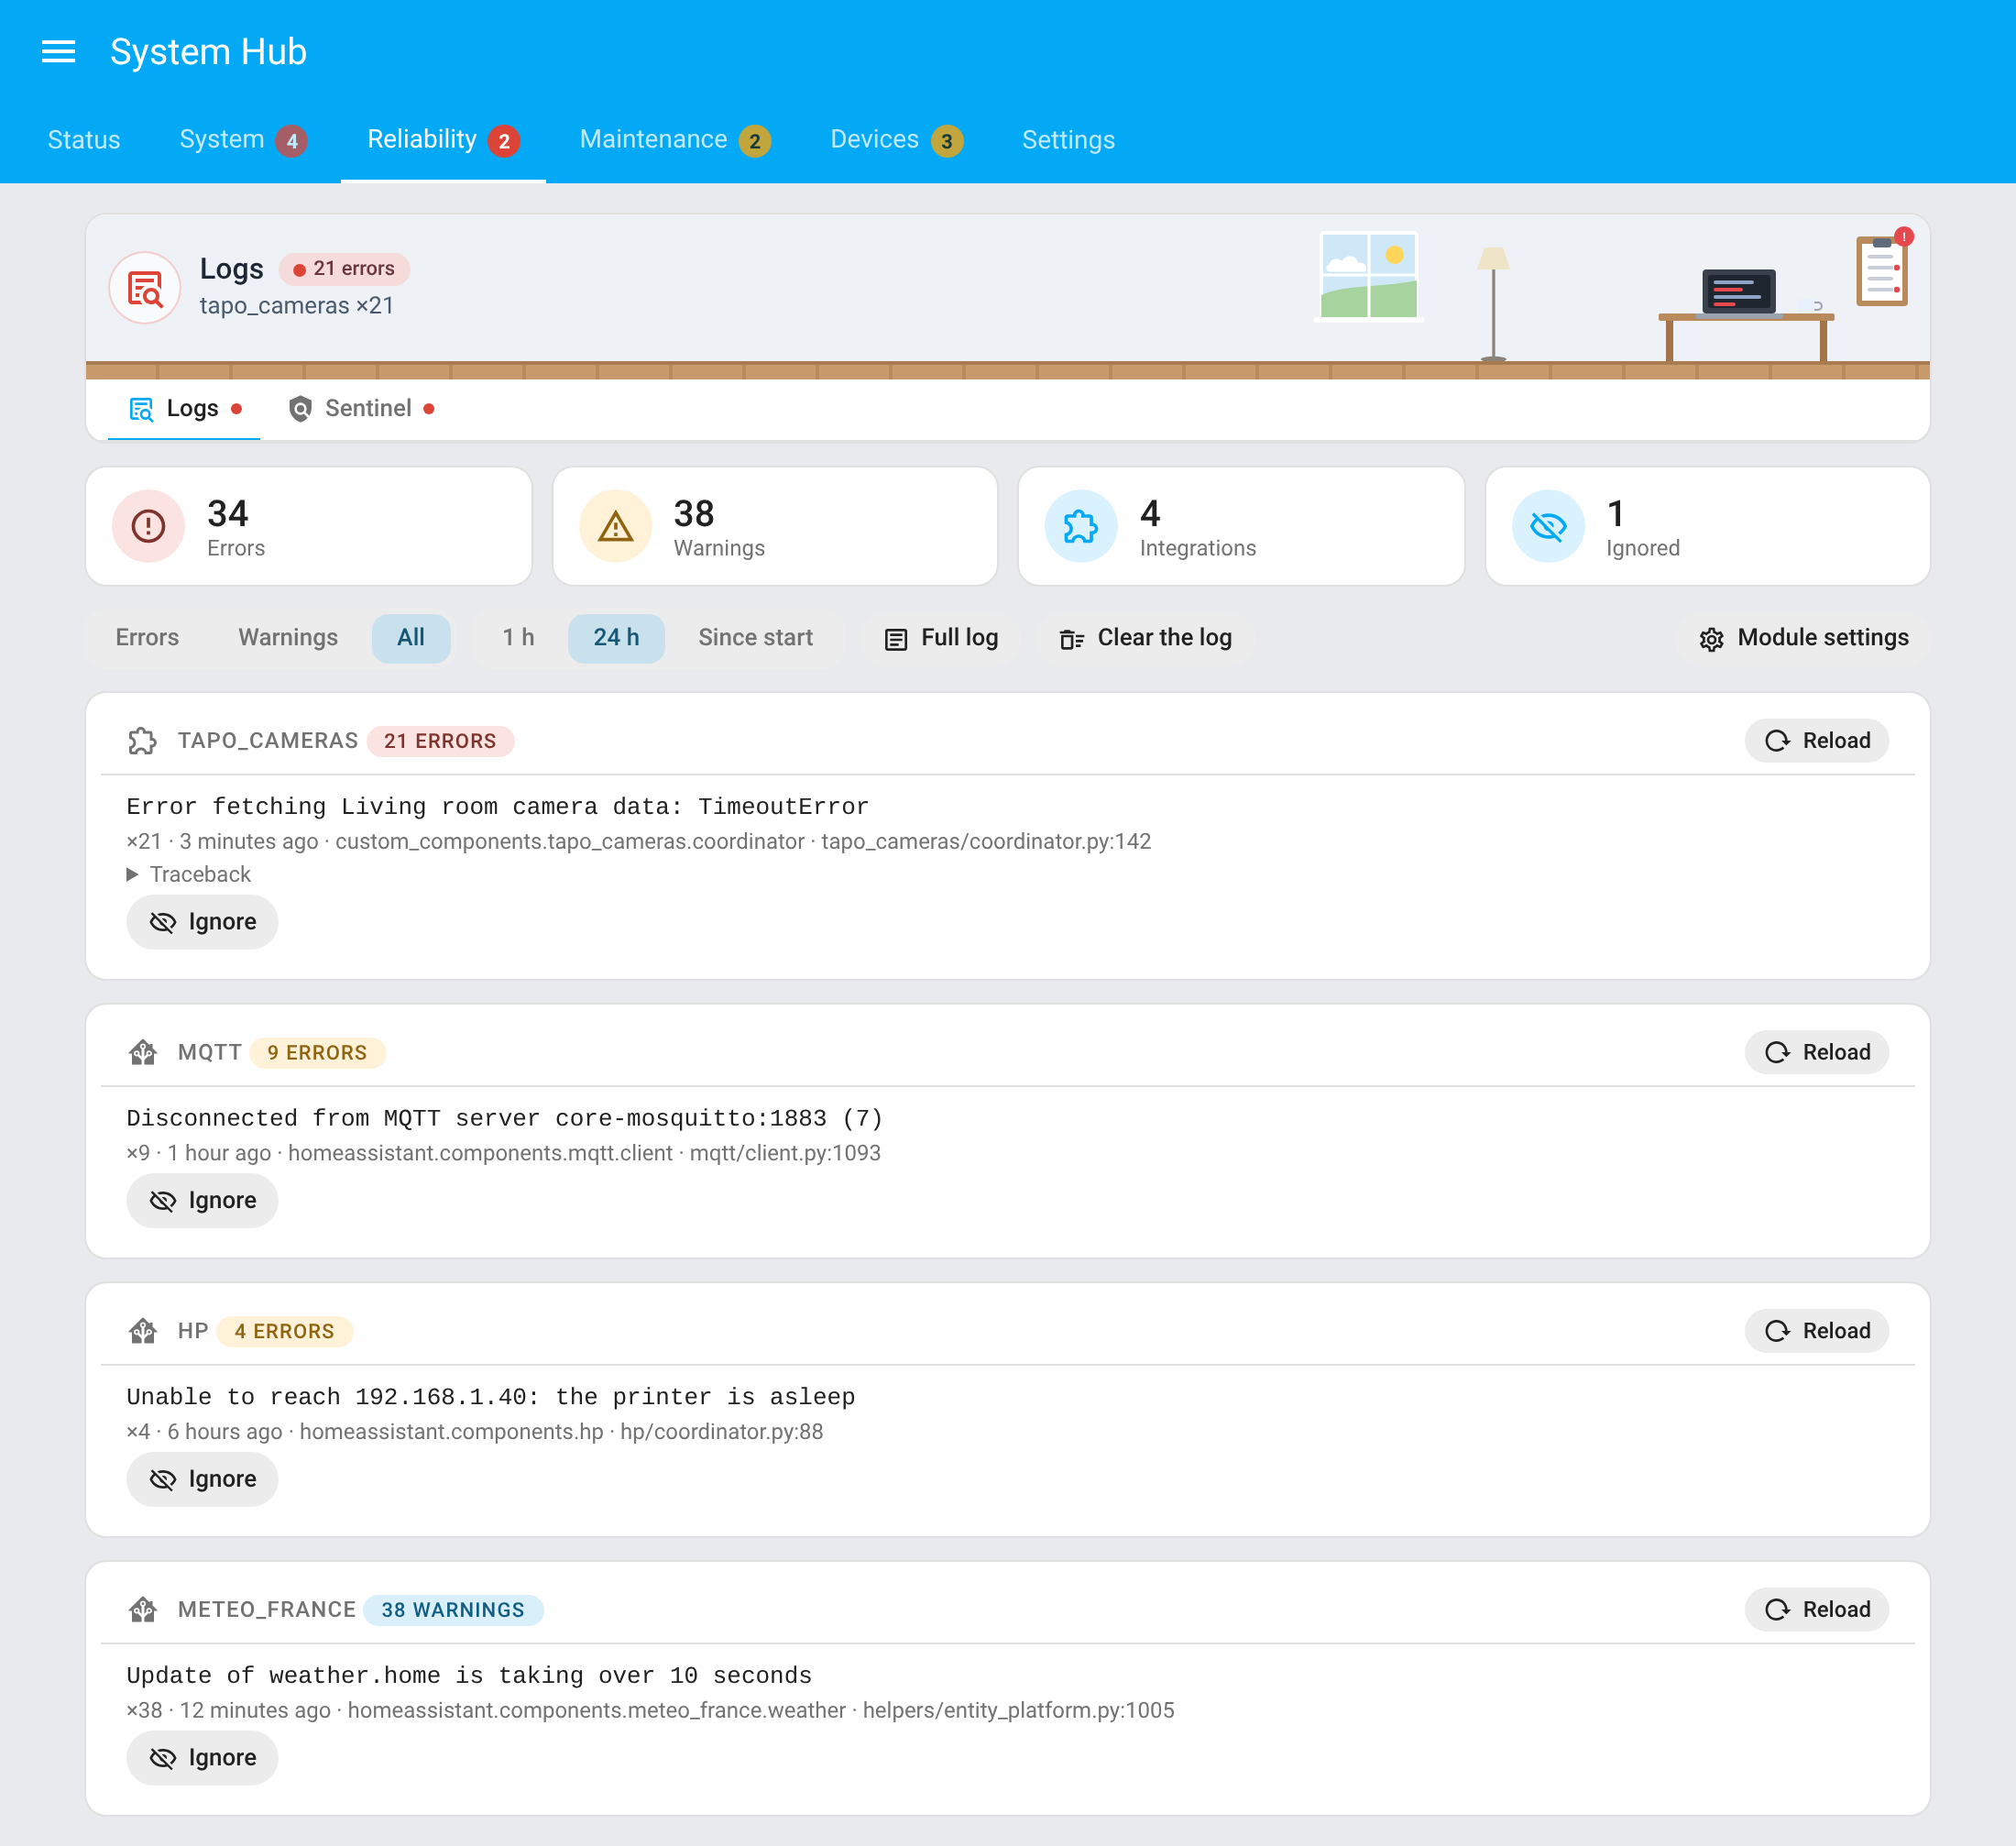 System Hub
Status
System 4
Reliability 2
Maintenance 2
Devices 3
Settings
Logs 21 errors
tapo_cameras ×21
!
Logs
Sentinel
34
Errors
38
Warnings
4
Integrations
1
Ignored
Errors
Warnings
All
1 h
24 h
Since start
Full log
Clear the log
Module settings
TAPO_CAMERAS 21 ERRORS
Reload
Error fetching Living room camera data: TimeoutError
×21 · 3 minutes ago · custom_components.tapo_cameras.coordinator · tapo_cameras/coordinator.py:142
Traceback
Ignore
MQTT 9 ERRORS
Reload
Disconnected from MQTT server core-mosquitto:1883 (7)
×9 · 1 hour ago · homeassistant.components.mqtt.client · mqtt/client.py:1093
Ignore
HP 4 ERRORS
Reload
Unable to reach 192.168.1.40: the printer is asleep
×4 · 6 hours ago · homeassistant.components.hp · hp/coordinator.py:88
Ignore
METEO_FRANCE 38 WARNINGS
Reload
Update of weather.home is taking over 10 seconds
×38 · 12 minutes ago · homeassistant.components.meteo_france.weather · helpers/entity_platform.py:1005
Ignore